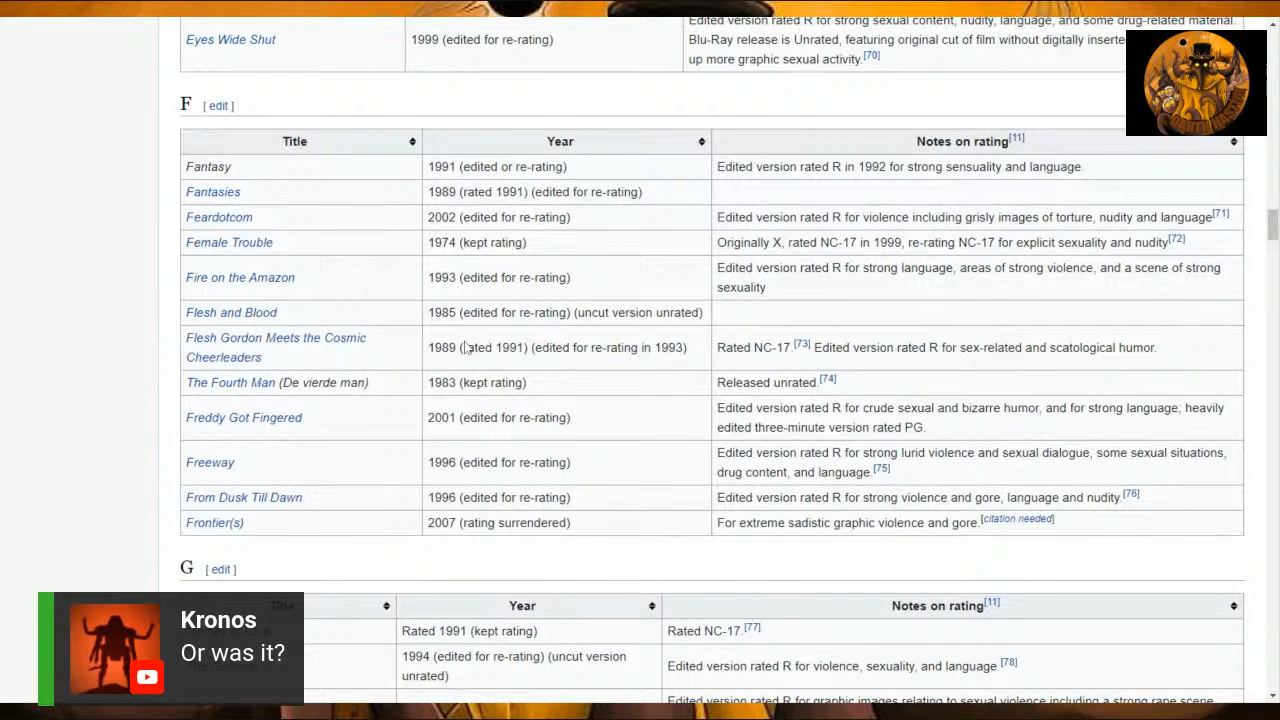 Edited version rated R for strong sexual content, nudity, language, and some drug-related material.
Eyes Wide Shut 1999 (edited for re-rating) Blu-Ray release is Unrated, featuring original cut of film without digitally
up more graphic sexual activity.[70]
F [ edit ]
Title Year Notes on rating[11]
Fantasy 1991 (edited or re-rating) Edited version rated R in 1992 for strong sensuality and language.
Fantasies 1989 (rated 1991) (edited for re-rating)
Feardotcom 2002 (edited for re-rating) Edited version rated R for violence including grisly images of torture, nudity and language[71]
Female Trouble 1974 (kept rating) Originally X, rated NC-17 in 1999, re-rating NC-17 for explicit sexuality and nudity[72]
Fire on the Amazon 1993 (edited for re-rating) Edited version rated R for strong language, areas of strong violence, and a scene of strong
sexuality
Flesh and Blood 1985 (edited for re-rating) (uncut version unrated)
Flesh Gordon Meets the Cosmic
Cheerleaders 1989 (rated 1991) (edited for re-rating in 1993) Rated NC-17.[73] Edited version rated R for sex-related and scatological humor.
The Fourth Man (De vierde man) 1983 (kept rating) Released unrated.[74]
Freddy Got Fingered 2001 (edited for re-rating) Edited version rated R for crude sexual and bizarre humor, and for strong language; heavily
edited three-minute version rated PG.
Freeway 1996 (edited for re-rating) Edited version rated R for strong lurid violence and sexual dialogue, some sexual situations,
drug content, and language.[75]
From Dusk Till Dawn 1996 (edited for re-rating) Edited version rated R for strong violence and gore, language and nudity.[76]
Frontier(s) 2007 (rating surrendered) For extreme sadistic graphic violence and gore.[citation needed]
G [ edit ]
Title Year Notes on rating[11]
Rated 1991 (kept rating) Rated NC-17.[77]
1994 (edited for re-rating) (uncut version
unrated) Edited version rated R for violence, sexuality, and language.[78]
Edited version rated R for graphic images relating to sexual violence including a strong rape scene,
Kronos
Or was it?